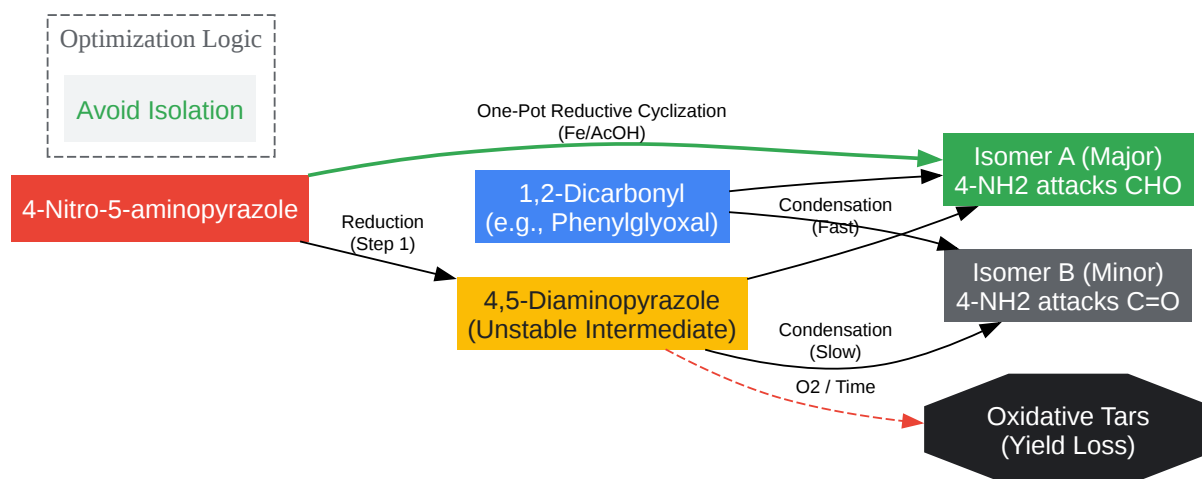 Optimization Logic
Avoid Isolation
One-Pot Reductive Cyclization
(Fe/AcOH)
4-Nitro-5-aminopyrazole
Reduction
(Step 1)
1,2-Dicarbonyl
(e.g., Phenylglyoxal)
Condensation
(Fast)
Isomer A (Major)
4-NH2 attacks CHO
4,5-Diaminopyrazole
(Unstable Intermediate)
Condensation
(Slow)
Isomer B (Minor)
4-NH2 attacks C=O
O2 / Time
Oxidative Tars
(Yield Loss)